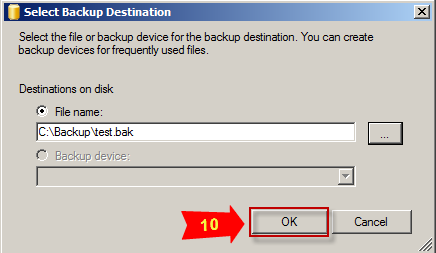 Select Backup Destination
Select the file or backup device for the backup destination. You can create
backup devices for frequently used files.
Destinations on disk
File name:
C:\Backup\test.bak
...
Backup device:
10
OK
Cancel